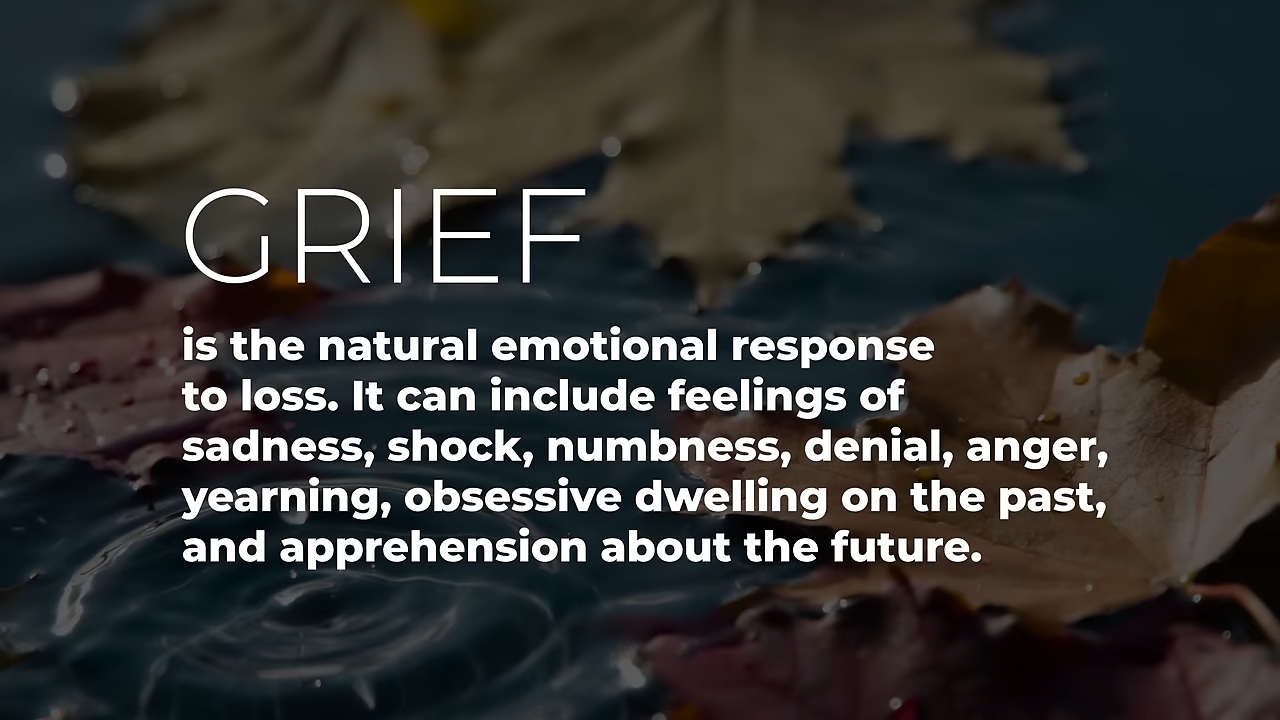 GRIEF
is the natural emotional response
to loss. It can include feelings of
sadness, shock, numbness, denial, anger,
yearning, obsessive dwelling on the past,
and apprehension about the future.